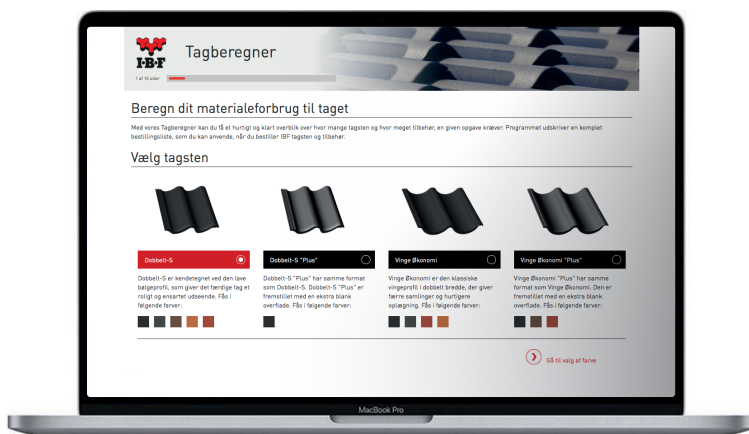 I·B·F
Tagberegner
1 af 10 sider
Beregn dit materialeforbrug til taget
Med vores Tagberegner kan du få et hurtigt og klart overblik over hvor mange tagsten og hvor meget tilbehør, en given opgave kræver. Programmet udskriver en komplet
bestillingsliste, som du kan anvende, når du bestiller IBF tagsten og tilbehør.
Vælg tagsten
Dobbelt-S
Dobbelt-S er kendetegnet ved den lave
bølgeprofil, som giver det færdige tag et
roligt og ensartet udseende. Fås i
følgende farver:
Dobbelt-S "Plus"
Dobbelt-S "Plus" har samme format
som Dobbelt-S. Dobbelt-S "Plus" er
fremstillet med en ekstra blank
overflade. Fås i følgende farver:
Vinge Økonomi
Vinge Økonomi er den klassiske
vingeprofil i dobbelt bredde, der giver
færre samlinger og hurtigere
oplægning. Fås i følgende farver:
Vinge Økonomi "Plus"
Vinge Økonomi "Plus" har samme
format som Vinge Økonomi. Den er
fremstillet med en ekstra blank
overflade. Fås i følgende farver:
Gå til valg af farve
MacBook Pro